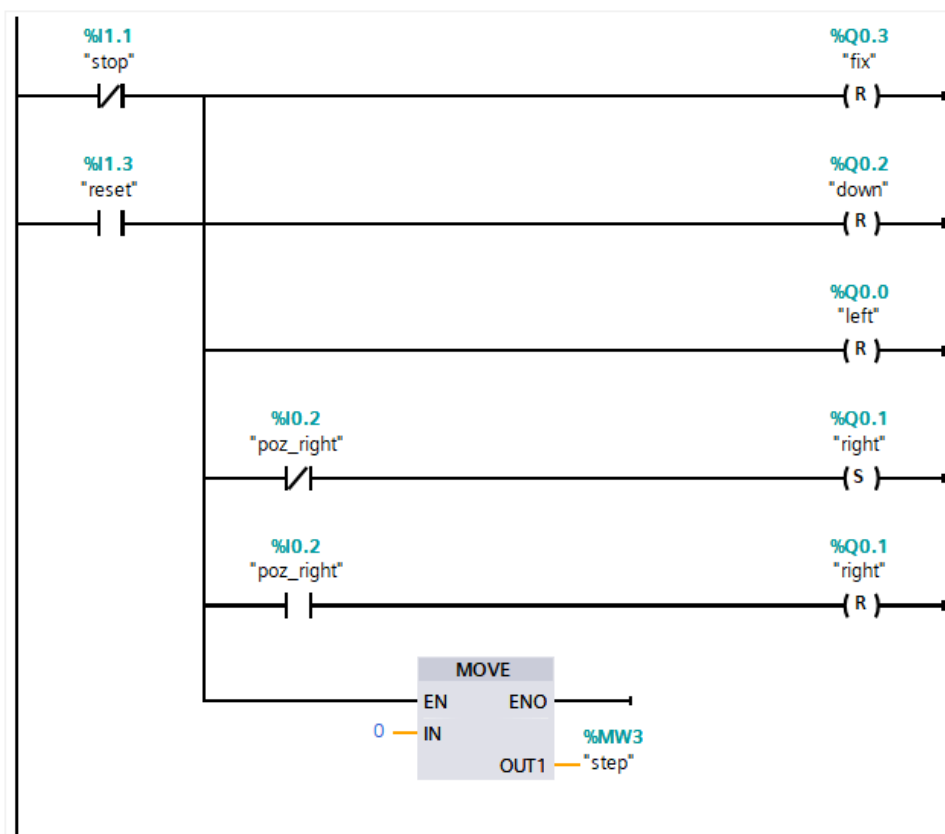 %I1.1
"stop"
%Q0.3
"fix"
R
%I1.3
"reset"
%Q0.2
"down"
R
%Q0.0
"left"
R
%I0.2
"poz_right"
%Q0.1
"right"
S
%I0.2
"poz_right"
%Q0.1
"right"
R
MOVE
EN ENO
0 IN
%MW3
OUT1 "step"